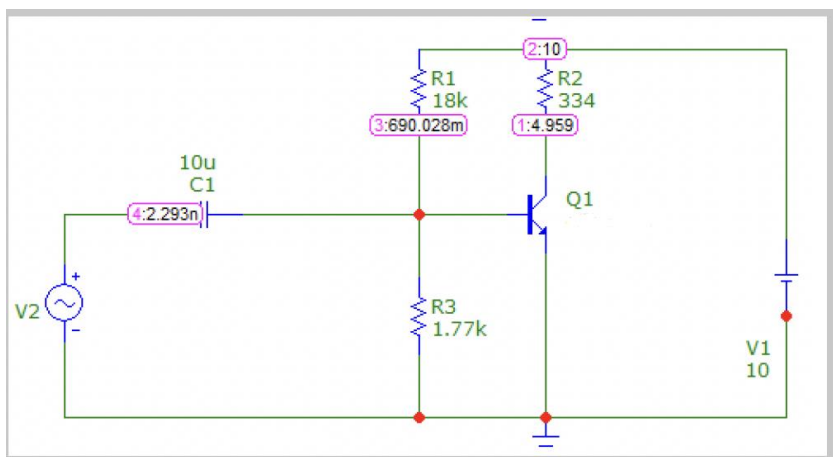 2:10
R1
18k
R2
334
3:690.028m
1:4.959
10u
C1
Q1
4:2.293n
V2
+
-
R3
1.77k
V1
10